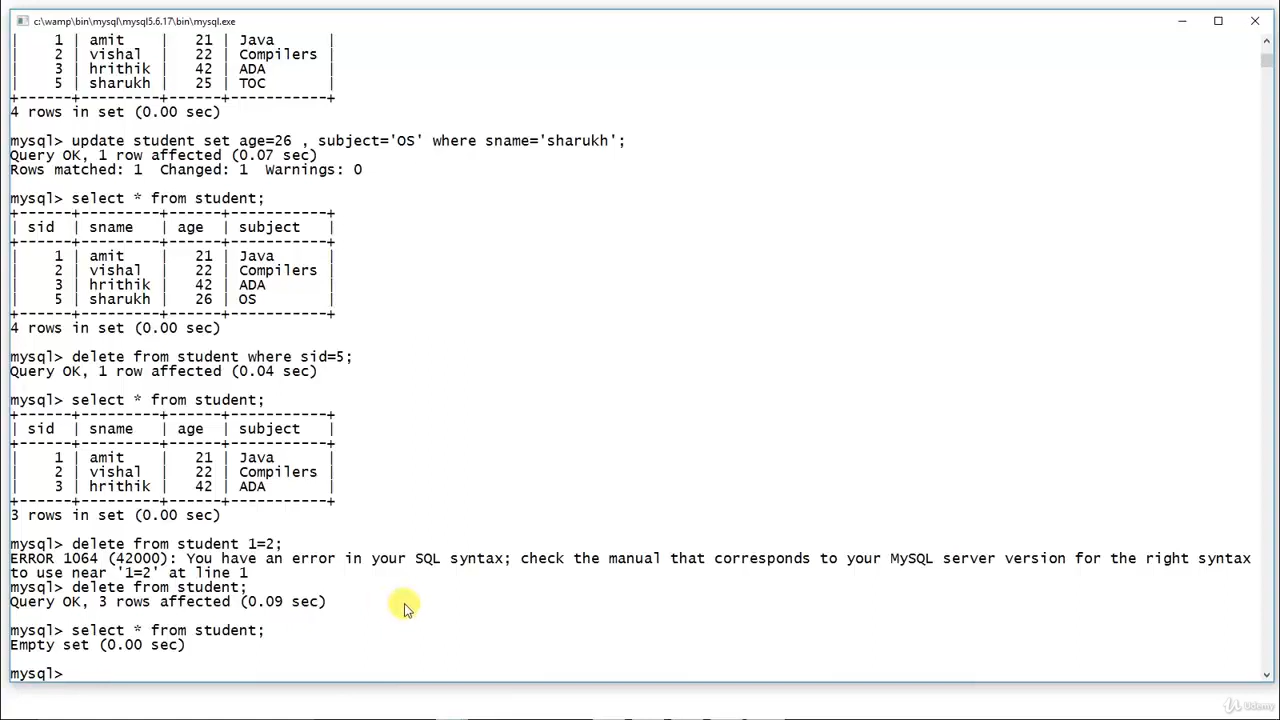 c:\wamp\bin\mysql\mysql5.6.17\bin\mysql.exe
|    1 | amit    |   21 | Java      |
|    2 | vishal  |   22 | Compilers |
|    3 | hrithik |   42 | ADA       |
|    5 | sharukh |   25 | TOC       |
+------+---------+------+-----------+
4 rows in set (0.00 sec)
mysql> update student set age=26 , subject='OS' where sname='sharukh';
Query OK, 1 row affected (0.07 sec)
Rows matched: 1  Changed: 1  Warnings: 0
mysql> select * from student;
+------+---------+------+-----------+
| sid  | sname   | age  | subject   |
+------+---------+------+-----------+
|    1 | amit    |   21 | Java      |
|    2 | vishal  |   22 | Compilers |
|    3 | hrithik |   42 | ADA       |
|    5 | sharukh |   26 | OS        |
+------+---------+------+-----------+
4 rows in set (0.00 sec)
mysql> delete from student where sid=5;
Query OK, 1 row affected (0.04 sec)
mysql> select * from student;
+------+---------+------+-----------+
| sid  | sname   | age  | subject   |
+------+---------+------+-----------+
|    1 | amit    |   21 | Java      |
|    2 | vishal  |   22 | Compilers |
|    3 | hrithik |   42 | ADA       |
+------+---------+------+-----------+
3 rows in set (0.00 sec)
mysql> delete from student 1=2;
ERROR 1064 (42000): You have an error in your SQL syntax; check the manual that corresponds to your MySQL server version for the right syntax
to use near '1=2' at line 1
mysql> delete from student;
Query OK, 3 rows affected (0.09 sec)
mysql> select * from student;
Empty set (0.00 sec)
mysql>
Udemy